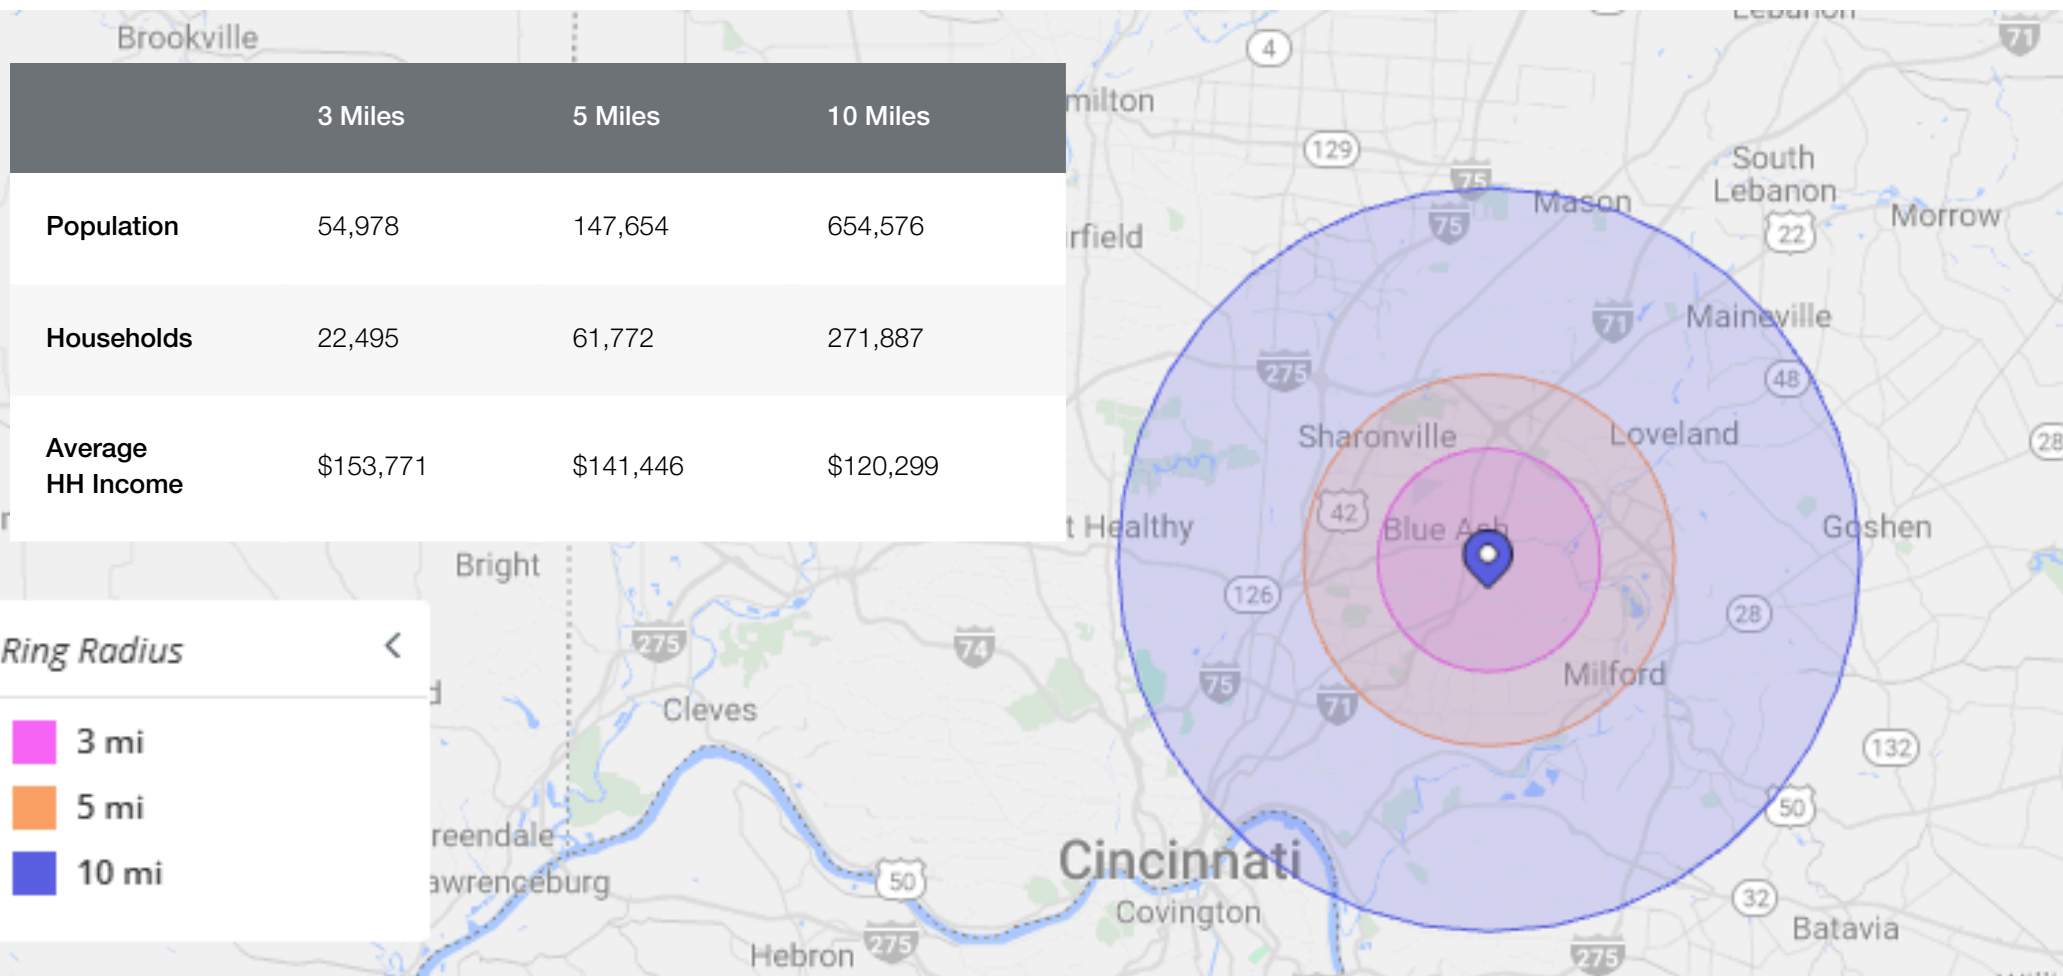 Brookville
Lebanon
71
4
3 Miles 5 Miles 10 Miles
milton
129
South
Lebanon
75
Mason
Population 54,978 147,654 654,576
irfield
75
22
Morrow
Households 22,495 61,772 271,887
71
Maineville
275
48
Average
HH Income $153,771 $141,446 $120,299
Sharonville
Loveland
28
42
Blue Ash
t Healthy
Goshen
Bright
126
28
Ring Radius
275
74
Milford
75
71
Cleves
3 mi
132
5 mi
50
reendale
Cincinnati
10 mi
awrenceburg
50
32
Covington
Batavia
Hebron
275
275